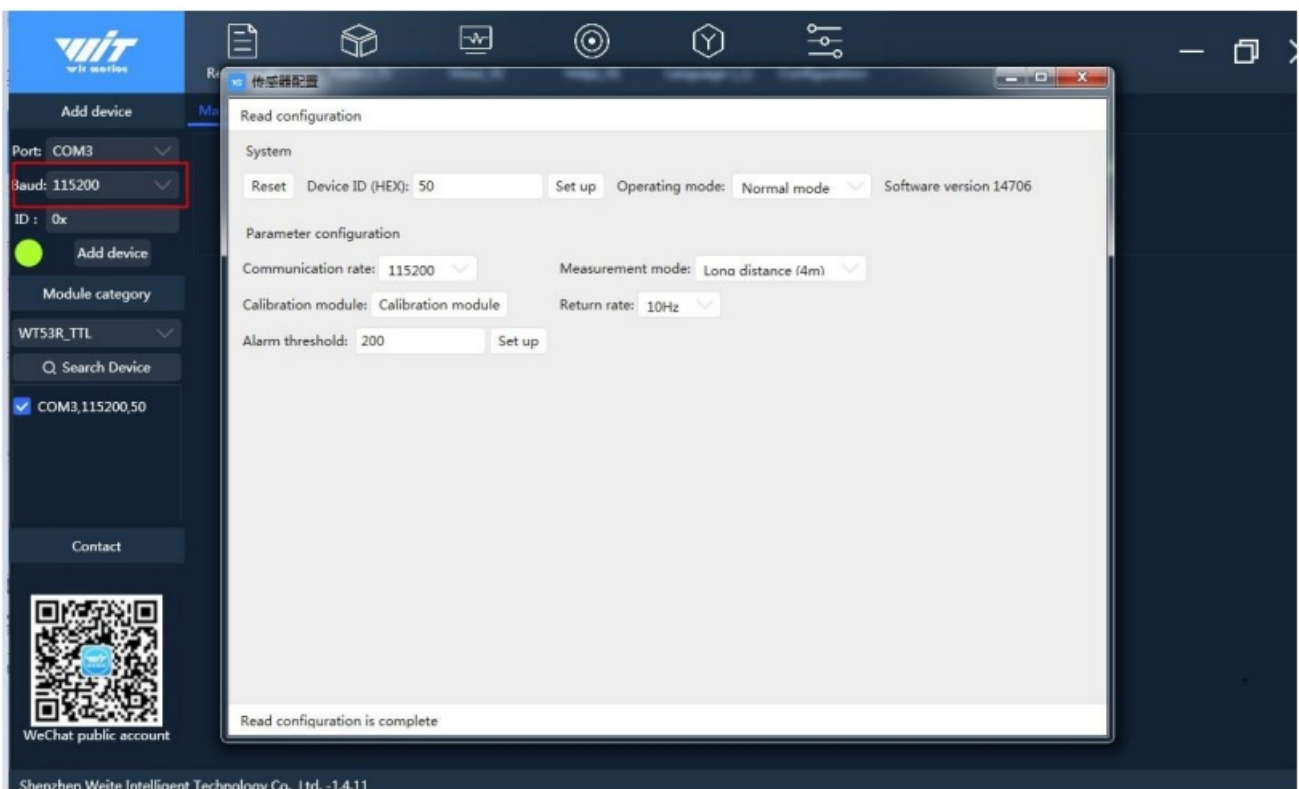 WiT
wit motion
Re
传感器配置
Add device
Ma
Read configuration
Port: COM3
System
Baud: 115200
Reset Device ID (HEX): 50 Set up Operating mode: Normal mode Software version 14706
ID : 0x
Parameter configuration
Add device
Communication rate: 115200 Measurement mode: Long distance (4m)
Module category
Calibration module: Calibration module Return rate: 10Hz
WT53R_TTL
Alarm threshold: 200 Set up
Search Device
COM3,115200,50
Contact
WeChat public account
Read configuration is complete
Shenzhen Weite Intelligent Technology Co., Ltd. -1.4.11